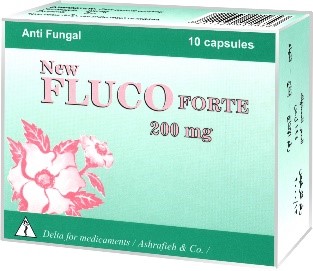 Anti Fungal
10 capsules
New
FLUCO FORTE
200 mg
Delta for medicaments / Ashrafieh & Co. /